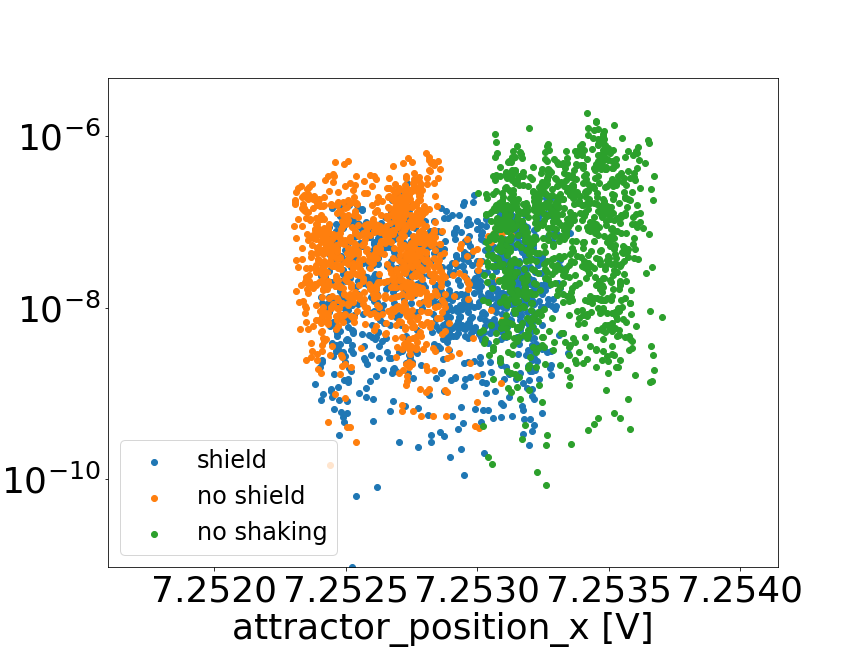 10⁻⁶
10⁻⁸
10⁻¹⁰
shield
no shield
no shaking
7.2520 7.2525 7.2530 7.2535 7.2540
attractor_position_x [V]